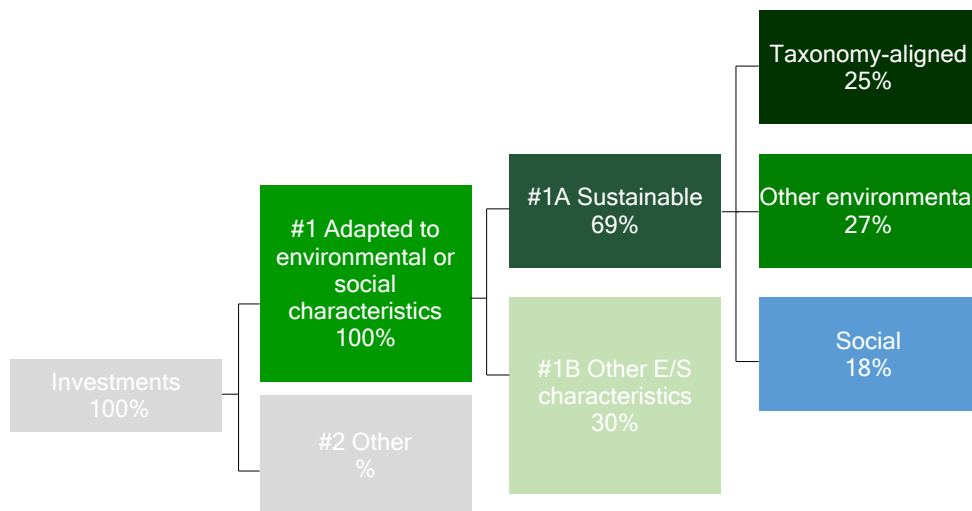 Investments
100%
#1 Adapted to
environmental or
social
characteristics
100%
#2 Other
%
#1A Sustainable
69%
#1B Other E/S
characteristics
30%
Taxonomy-aligned
25%
Other environmenta
27%
Social
18%